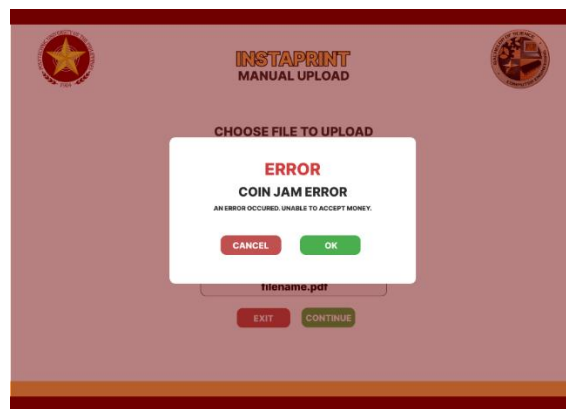 INSTAPRINT
MANUAL UPLOAD
CHOOSE FILE TO UPLOAD
ERROR
COIN JAM ERROR
AN ERROR OCCURED. UNABLE TO ACCEPT MONEY.
CANCEL OK
filename.pdf
EXIT CONTINUE